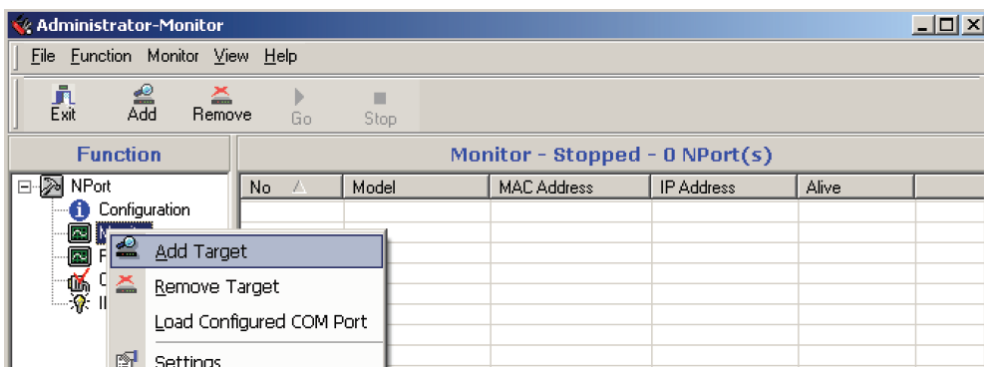 Administrator-Monitor
File Function Monitor View Help
Exit Add Remove Go Stop
Function
Monitor - Stopped - 0 NPort(s)
NPort
No Model MAC Address IP Address Alive
Configuration
Add Target
Remove Target
Load Configured COM Port
Settings